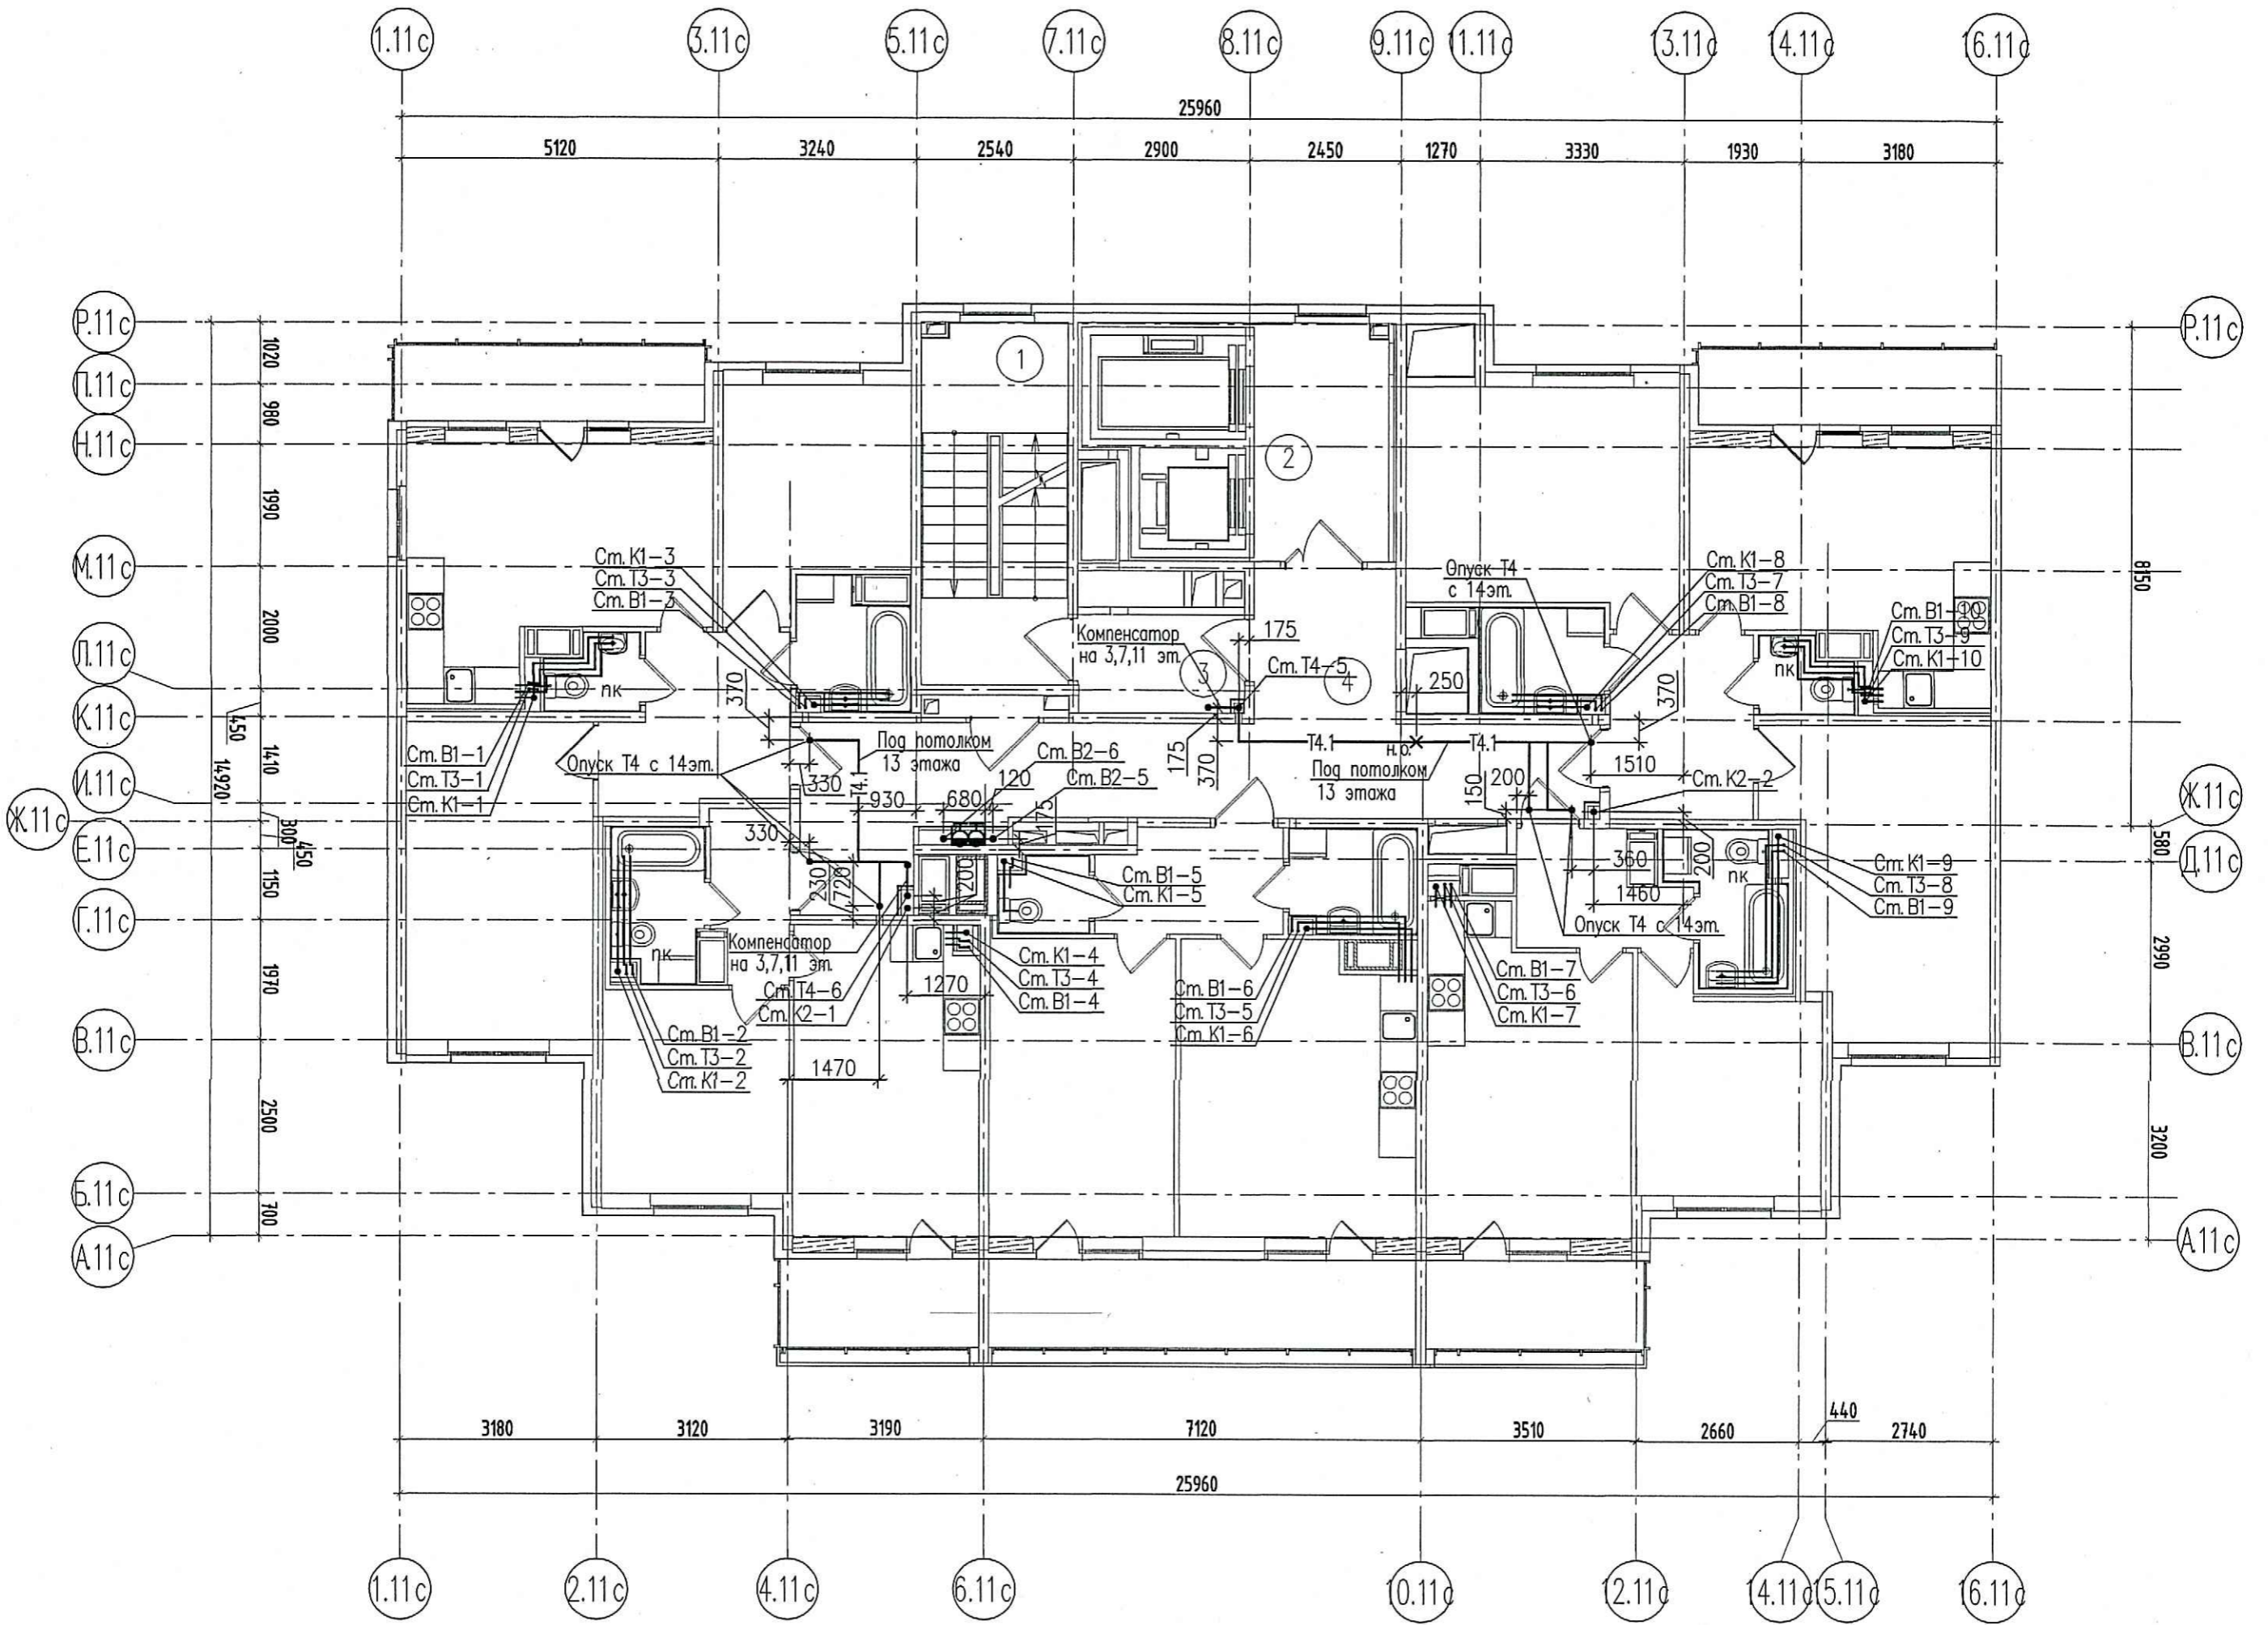 1.11с
3.11с
5.11с
7.11с
8.11с
9.11с
11.11с
13.11с
14.11с
16.11с
25960
5120
3240
2540
2900
2450
1270
3330
1930
3180
Р.11с
П.11с
Н.11с
М.11с
Л.11с
К.11с
И.11с
Ж.11с
Е.11с
Г.11с
В.11с
Б.11с
А.11с
1020
980
1990
2000
450
1410
14920
300
450
1150
1970
2500
700
Р.11с
Ж.11с
Д.11с
В.11с
А.11с
8150
580
2990
3200
1
2
3
4
Ст. К1-3
Ст. Т3-3
Ст. В1-3
Опуск Т4
с 14эт.
Ст. К1-8
Ст. Т3-7
Ст. В1-8
Ст. В1-10
Ст. Т3-9
Ст. К1-10
Компенсатор
на 3,7,11 эт.
175
Ст. Т4-5
250
пк
пк
370
370
Ст. В1-1
Ст. Т3-1
Ст. К1-1
Опуск Т4 с 14эт.
Под потолком
13 этажа
330
Т4.1
930
680
120
Ст. В2-6
Ст. В2-5
175
175
370
Т4.1
н.о.
Т4.1
Под потолком
13 этажа
150
200
1510
Ст. К2-2
330
230
720
200
Ст. В1-5
Ст. К1-5
360
200
1460
пк
Ст. К1-9
Ст. Т3-8
Ст. В1-9
Опуск Т4 с 14эт.
пк
Компенсатор
на 3,7,11 эт.
Ст. Т4-6
Ст. К2-1
1270
Ст. К1-4
Ст. Т3-4
Ст. В1-4
Ст. В1-6
Ст. Т3-5
Ст. К1-6
Ст. В1-7
Ст. Т3-6
Ст. К1-7
Ст. В1-2
Ст. Т3-2
Ст. К1-2
1470
3180
3120
3190
7120
3510
2660
440
2740
25960
1.11с
2.11с
4.11с
6.11с
10.11с
12.11с
14.11с
15.11с
16.11с